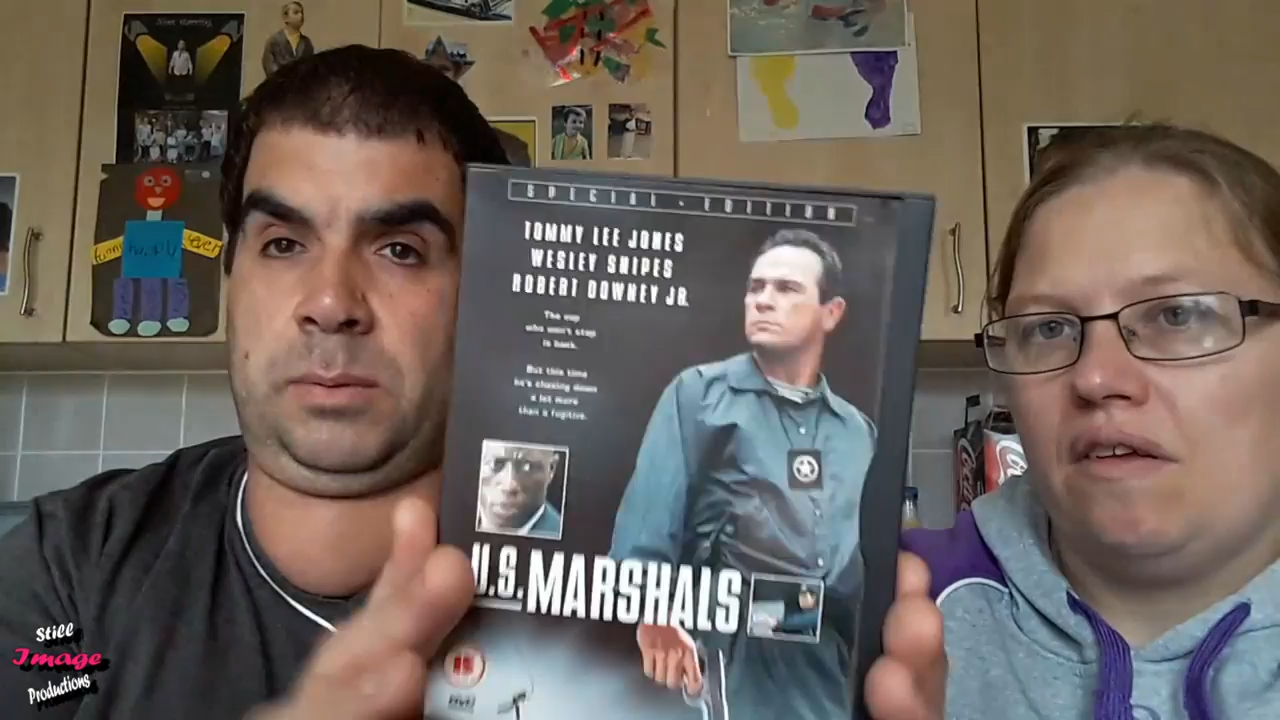 SPECIAL · EDITION
TOMMY LEE JONES
WESLEY SNIPES
ROBERT DOWNEY JR.
The cop
who won't stop
is back.
But this time
he's chasing down
a lot more
than a fugitive.
U.S. MARSHALS
funny
Still
Image
Productions